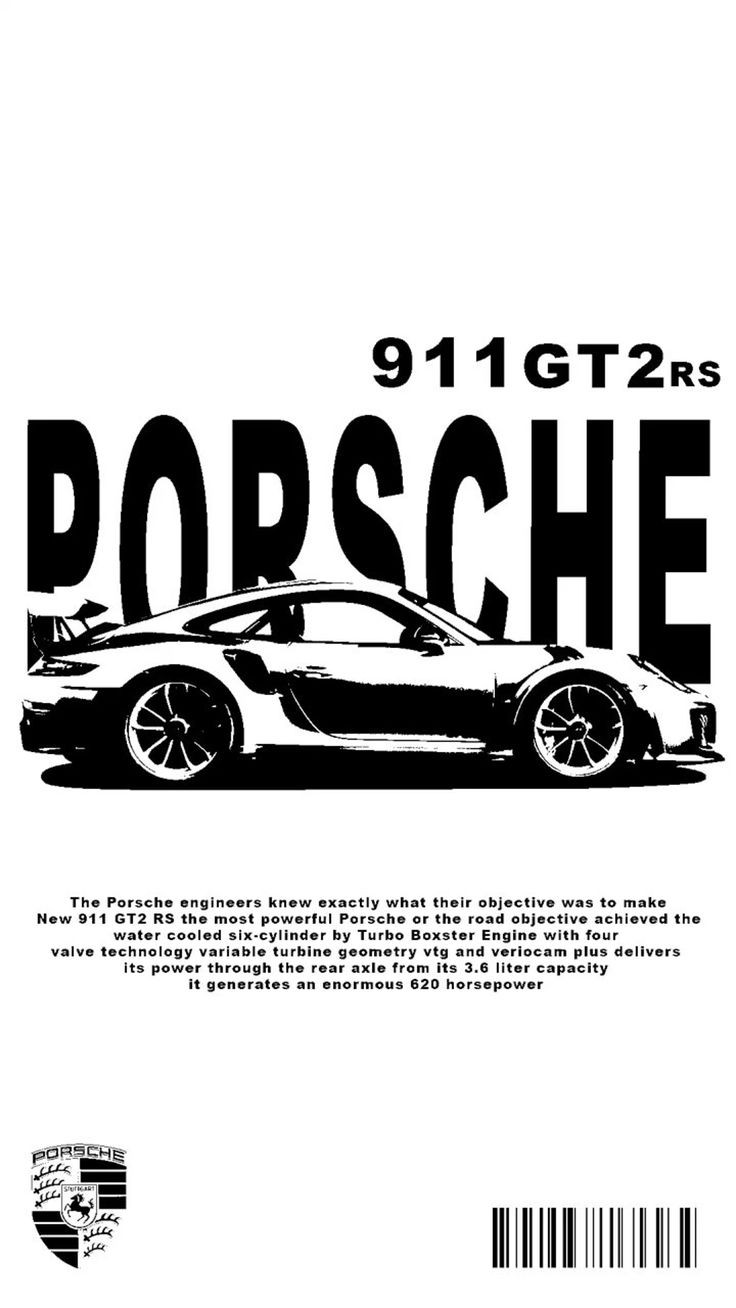 911GT2RS
PORSCHE
The Porsche engineers knew exactly what their objective was to make
New 911 GT2 RS the most powerful Porsche or the road objective achieved the
water cooled six-cylinder by Turbo Boxster Engine with four
valve technology variable turbine geometry vtg and veriocam plus delivers
its power through the rear axle from its 3.6 liter capacity
it generates an enormous 620 horsepower
PORSCHE
STUTTGART